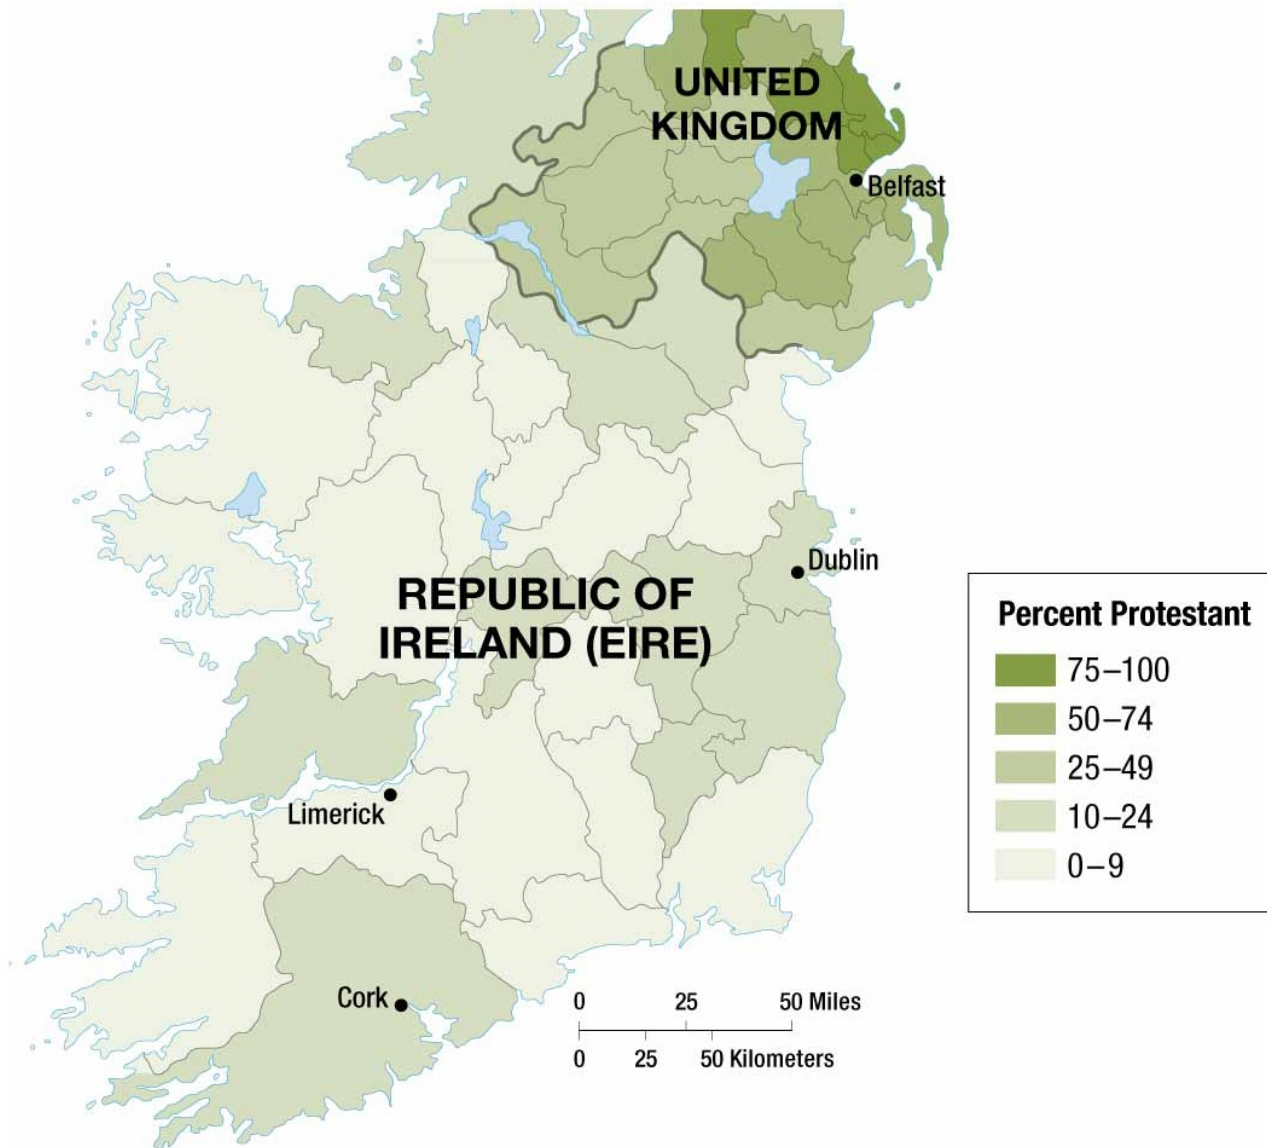 UNITED
KINGDOM
Belfast
Dublin
REPUBLIC OF
IRELAND (EIRE)
Limerick
Cork
Percent Protestant
75–100
50–74
25–49
10–24
0–9
0 25 50 Miles
0 25 50 Kilometers